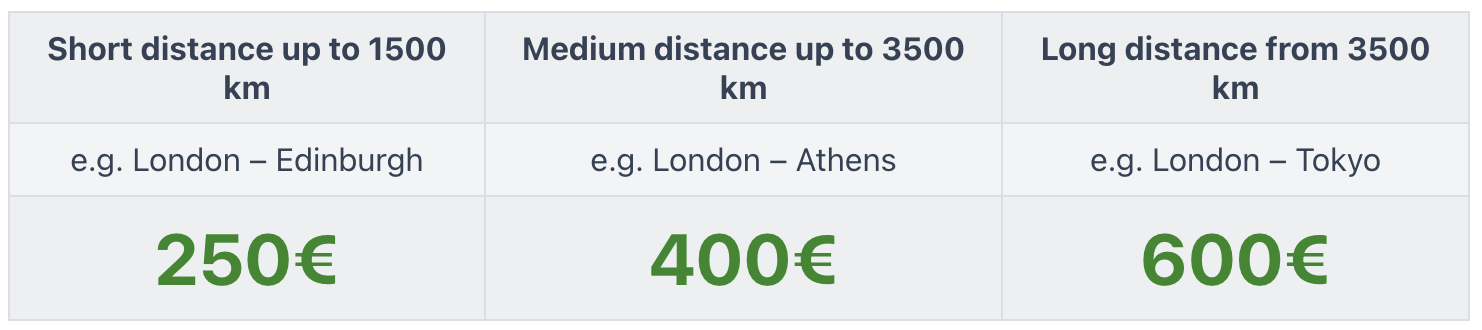 Short distance up to 1500
km
Medium distance up to 3500
km
Long distance from 3500
km
e.g. London – Edinburgh
e.g. London – Athens
e.g. London – Tokyo
250€
400€
600€